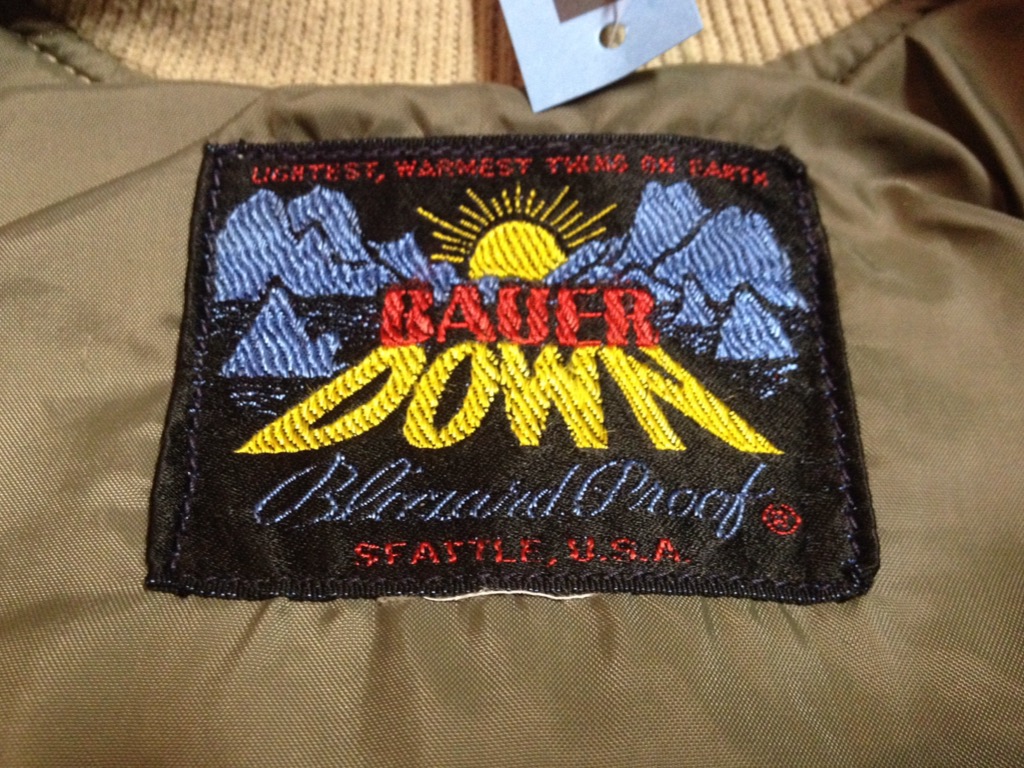 LIGHTEST, WARMEST THING ON EARTH
BAUER
DOWN
Blizzard Proof ®
SEATTLE, U.S.A.